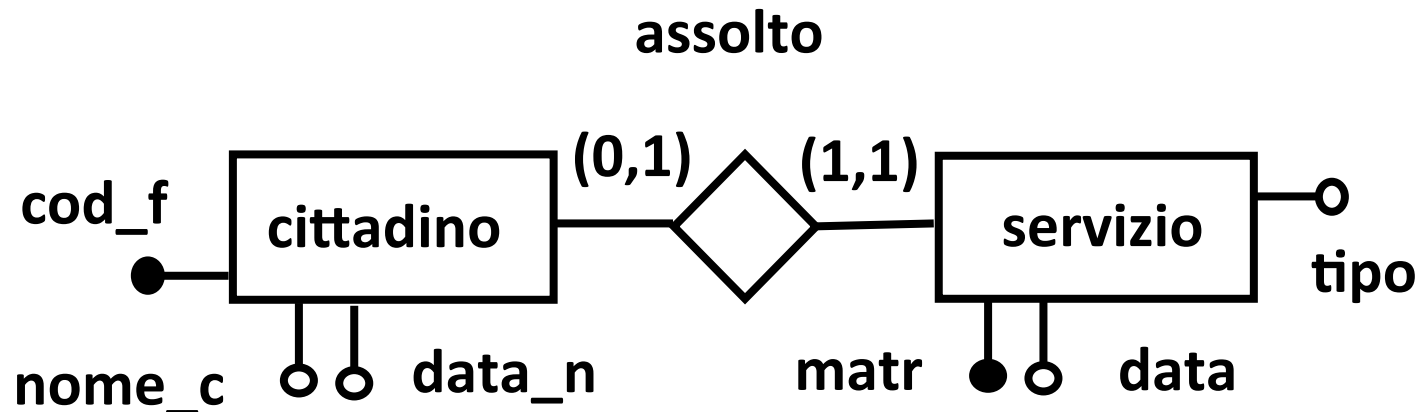 assolto
(0,1)
(1,1)
cod_f
cittadino
servizio
tipo
nome_c
data_n
matr
data